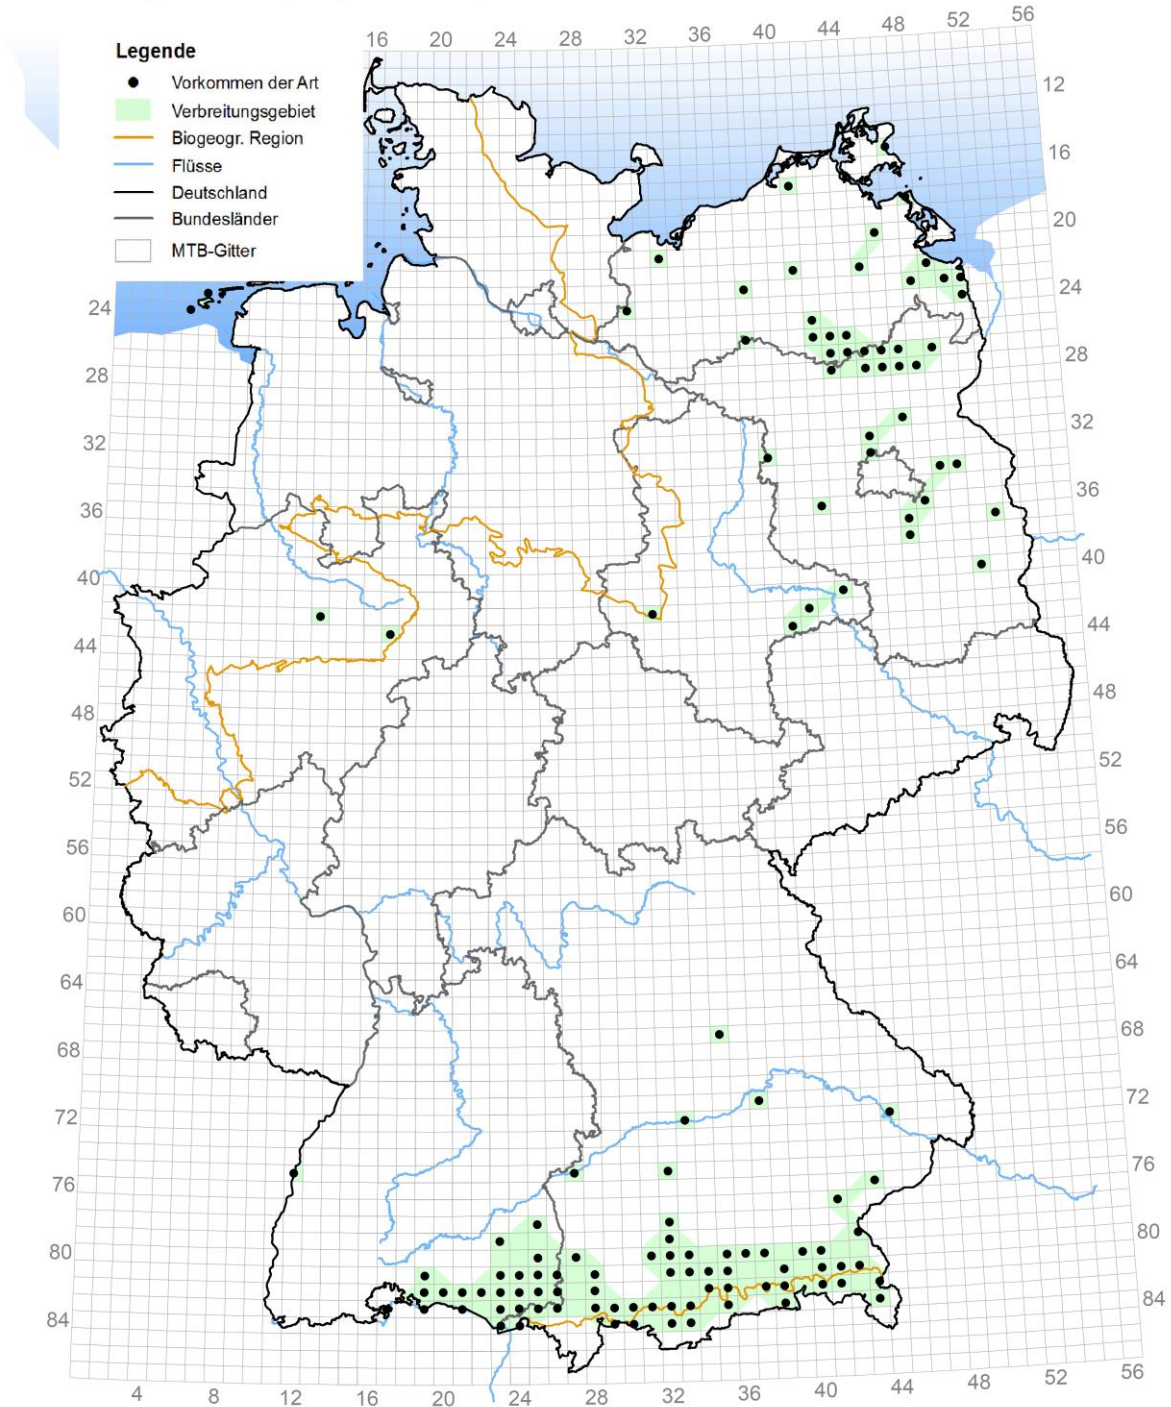 Legende
Vorkommen der Art
Verbreitungsgebiet
Biogeogr. Region
Flüsse
Deutschland
Bundesländer
MTB-Gitter
16 20 24 28 32 36 40 44 48 52 56
12
16
20
24 24
28 28
32 32
36 36
40 40
44 44
48 48
52 52
56 56
60 60
64 64
68 68
72 72
76 76
80 80
84 84
4 8 12 16 20 24 28 32 36 40 44 48 52 56